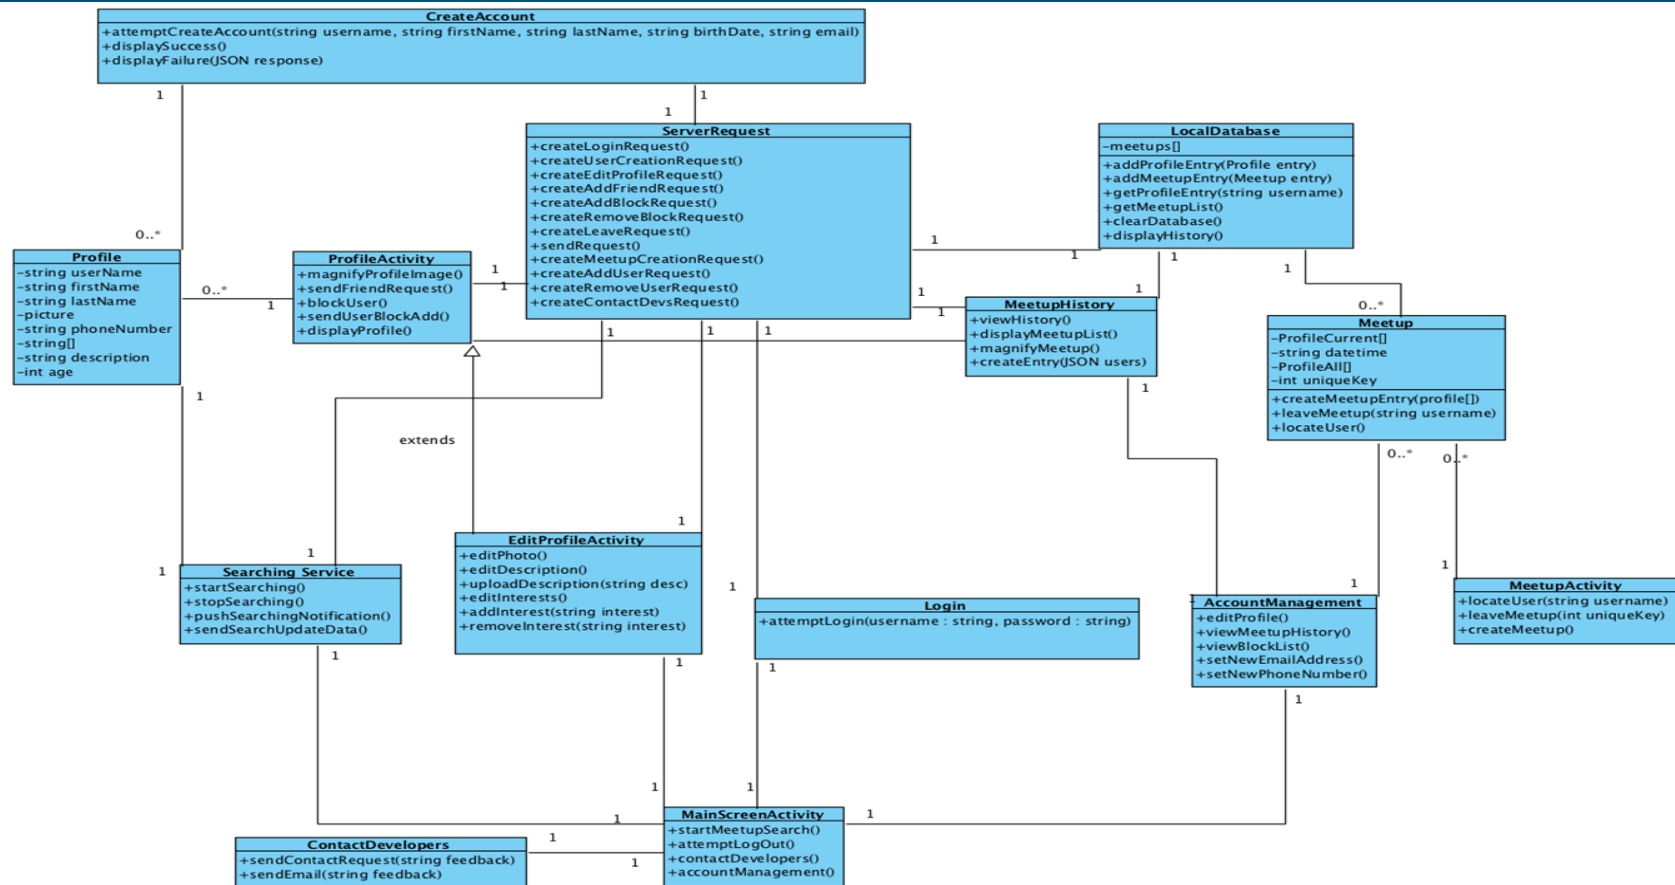 CreateAccount
+attemptCreateAccount(string username, string firstName, string lastName, string birthDate, string email)
+displaySuccess()
+displayFailure(JSON response)
1
1
1
ServerRequest
+createLoginRequest()
+createUserCreationRequest()
+createEditProfileRequest()
+createAddFriendRequest()
+createAddBlockRequest()
+createRemoveBlockRequest()
+createLeaveRequest()
+sendRequest()
+createMeetupCreationRequest()
+createAddUserRequest()
+createRemoveUserRequest()
+createContactDevsRequest()
LocalDatabase
-meetups[]
+addProfileEntry(Profile entry)
+addMeetupEntry(Meetup entry)
+getProfileEntry(string username)
+getMeetupList()
+clearDatabase()
+displayHistory()
0..*
Profile
-string userName
-string firstName
-string lastName
-picture
-string phoneNumber
-string[]
-string description
-int age
0..*
1
ProfileActivity
+magnifyProfileImage()
+sendFriendRequest()
+blockUser()
+sendUserBlockAdd()
+displayProfile()
1
1
1
1
1
1
1
0..*
1
1
MeetupHistory
+viewHistory()
+displayMeetupList()
+magnifyMeetup()
+createEntry(JSON users)
Meetup
-ProfileCurrent[]
-string datetime
-ProfileAll[]
-int uniqueKey
+createMeetupEntry(profile[])
+leaveMeetup(string username)
+locateUser()
1
1
1
1
1
extends
0..*
0..*
1
1
1
1
1
1
Searching Service
+startSearching()
+stopSearching()
+pushSearchingNotification()
+sendSearchUpdateData()
EditProfileActivity
+editPhoto()
+editDescription()
+uploadDescription(string desc)
+editInterests()
+addInterest(string interest)
+removeInterest(string interest)
Login
+attemptLogin(username : string, password : string)
AccountManagement
+editProfile()
+viewMeetupHistory()
+viewBlockList()
+setNewEmailAddress()
+setNewPhoneNumber()
MeetupActivity
+locateUser(string username)
+leaveMeetup(int uniqueKey)
+createMeetup()
1
1
1
1
1
1
1
1
MainScreenActivity
+startMeetupSearch()
+attemptLogOut()
+contactDevelopers()
+accountManagement()
1
1
ContactDevelopers
+sendContactRequest(string feedback)
+sendEmail(string feedback)